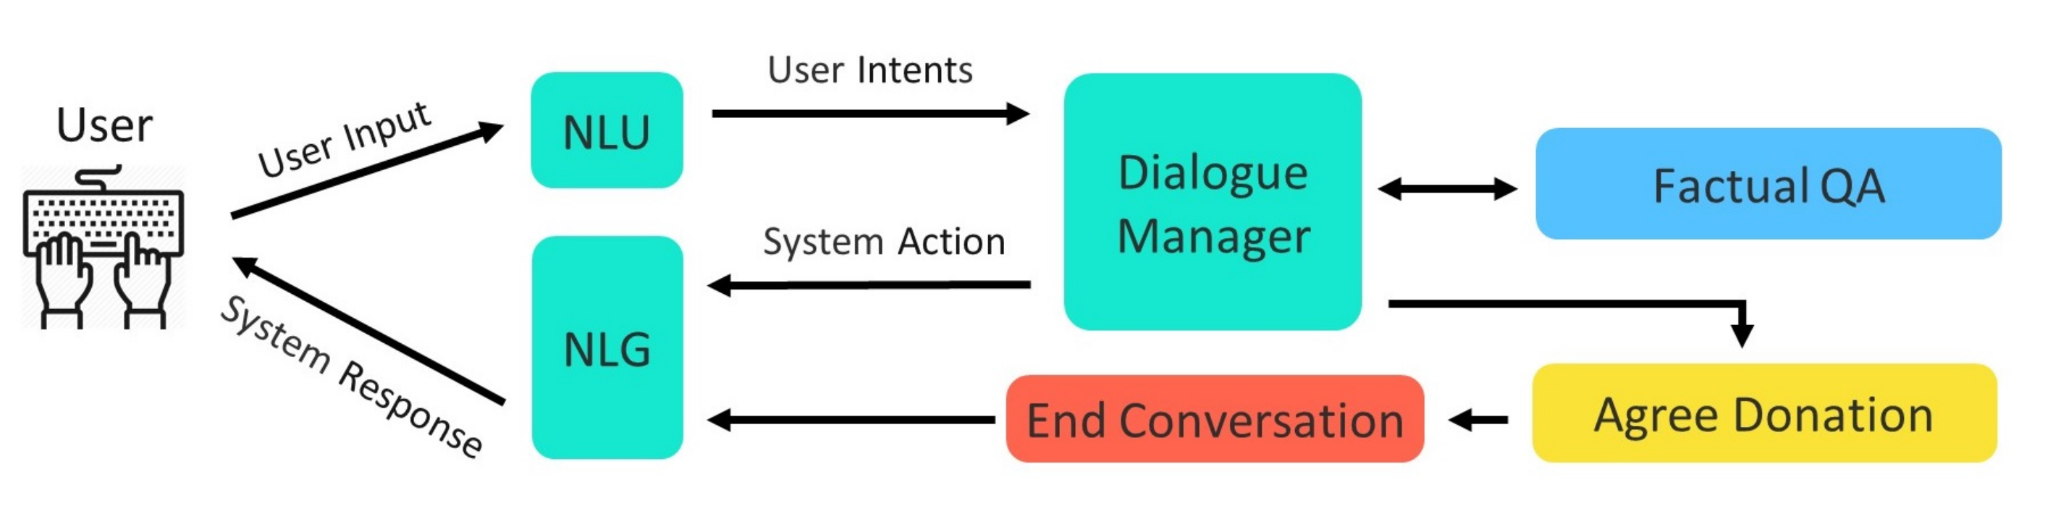 User
User Input
System Response
NLU
NLG
User Intents
System Action
Dialogue
Manager
Factual QA
Agree Donation
End Conversation